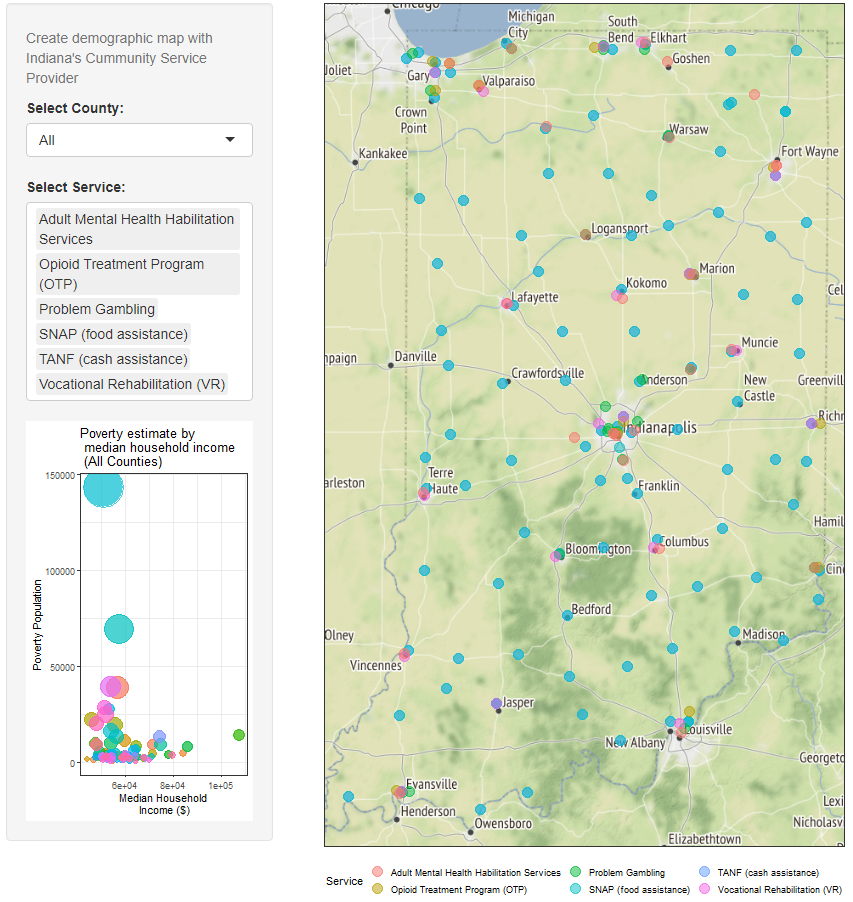 Create demographic map with
Indiana's Cummunity Service
Provider
Select County:
All
Select Service:
Adult Mental Health Habilitation
Services
Opioid Treatment Program
(OTP)
Problem Gambling
SNAP (food assistance)
TANF (cash assistance)
Vocational Rehabilitation (VR)
Poverty estimate by
median household income
(All Counties)
150000
100000
50000
0
Poverty Population
6e+04 8e+04 1e+05
Median Household
Income ($)
Chicago
Michigan
City
South
Bend
Elkhart
Joliet
Goshen
Gary
Valparaiso
Crown
Point
Warsaw
Kankakee
Fort Wayne
Logansport
Marion
Kokomo
Lafayette
Cel
Muncie
paign
Danville
Crawfordsville
Anderson
New
Castle
Greenvill
Indianapolis
Richr
Terre
Haute
arleston
Franklin
Hamil
Columbus
Bloomington
Cinc
Bedford
Olney
Madison
Vincennes
Jasper
New Albany
Louisville
Georgeto
Evansville
Henderson
Lexi
Owensboro
Nicholasv
Elizabethtown
Service
Adult Mental Health Habilitation Services
Problem Gambling
TANF (cash assistance)
Opioid Treatment Program (OTP)
SNAP (food assistance)
Vocational Rehabilitation (VR)